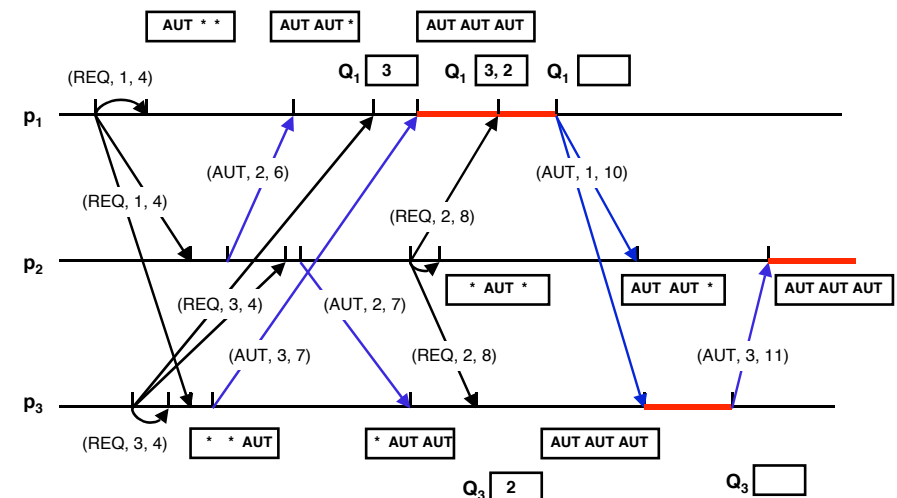 AUT * *
AUT AUT *
AUT AUT AUT
Q1 3
Q1 3, 2
Q1
(REQ, 1, 4)
p1
(AUT, 2, 6)
(AUT, 1, 10)
(REQ, 1, 4)
(REQ, 2, 8)
p2
* AUT *
AUT AUT *
AUT AUT AUT
(REQ, 3, 4)
(AUT, 2, 7)
(AUT, 3, 7)
(REQ, 2, 8)
(AUT, 3, 11)
p3
(REQ, 3, 4)
* * AUT
* AUT AUT
AUT AUT AUT
Q3 2
Q3